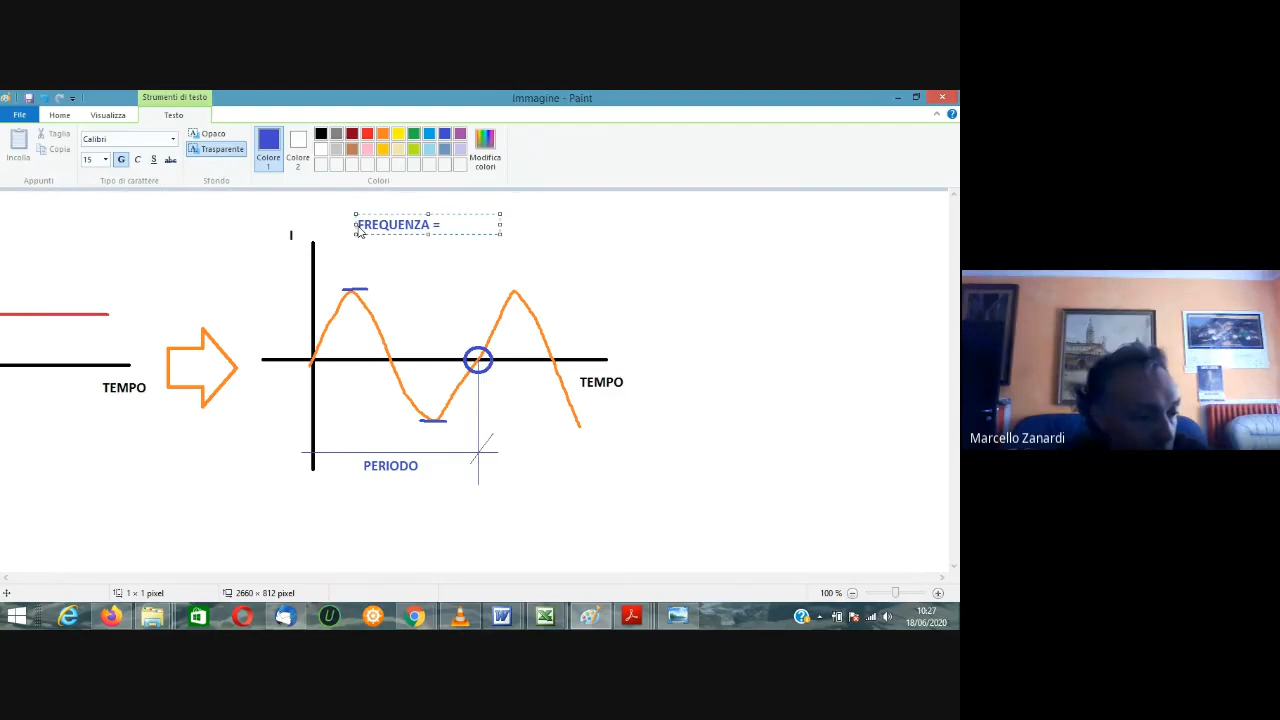 Strumenti di testo
Immagine - Paint
File
Home
Visualizza
Testo
Incolla
Taglia
Copia
Appunti
Calibri
15
G
C
S
abc
Tipo di carattere
Opaco
Trasparente
Sfondo
Colore
1
Colore
2
Modifica
colori
Colori
FREQUENZA =
I
TEMPO
TEMPO
PERIODO
Marcello Zanardi
1 × 1 pixel
2660 × 812 pixel
100 %
10:27
18/06/2020